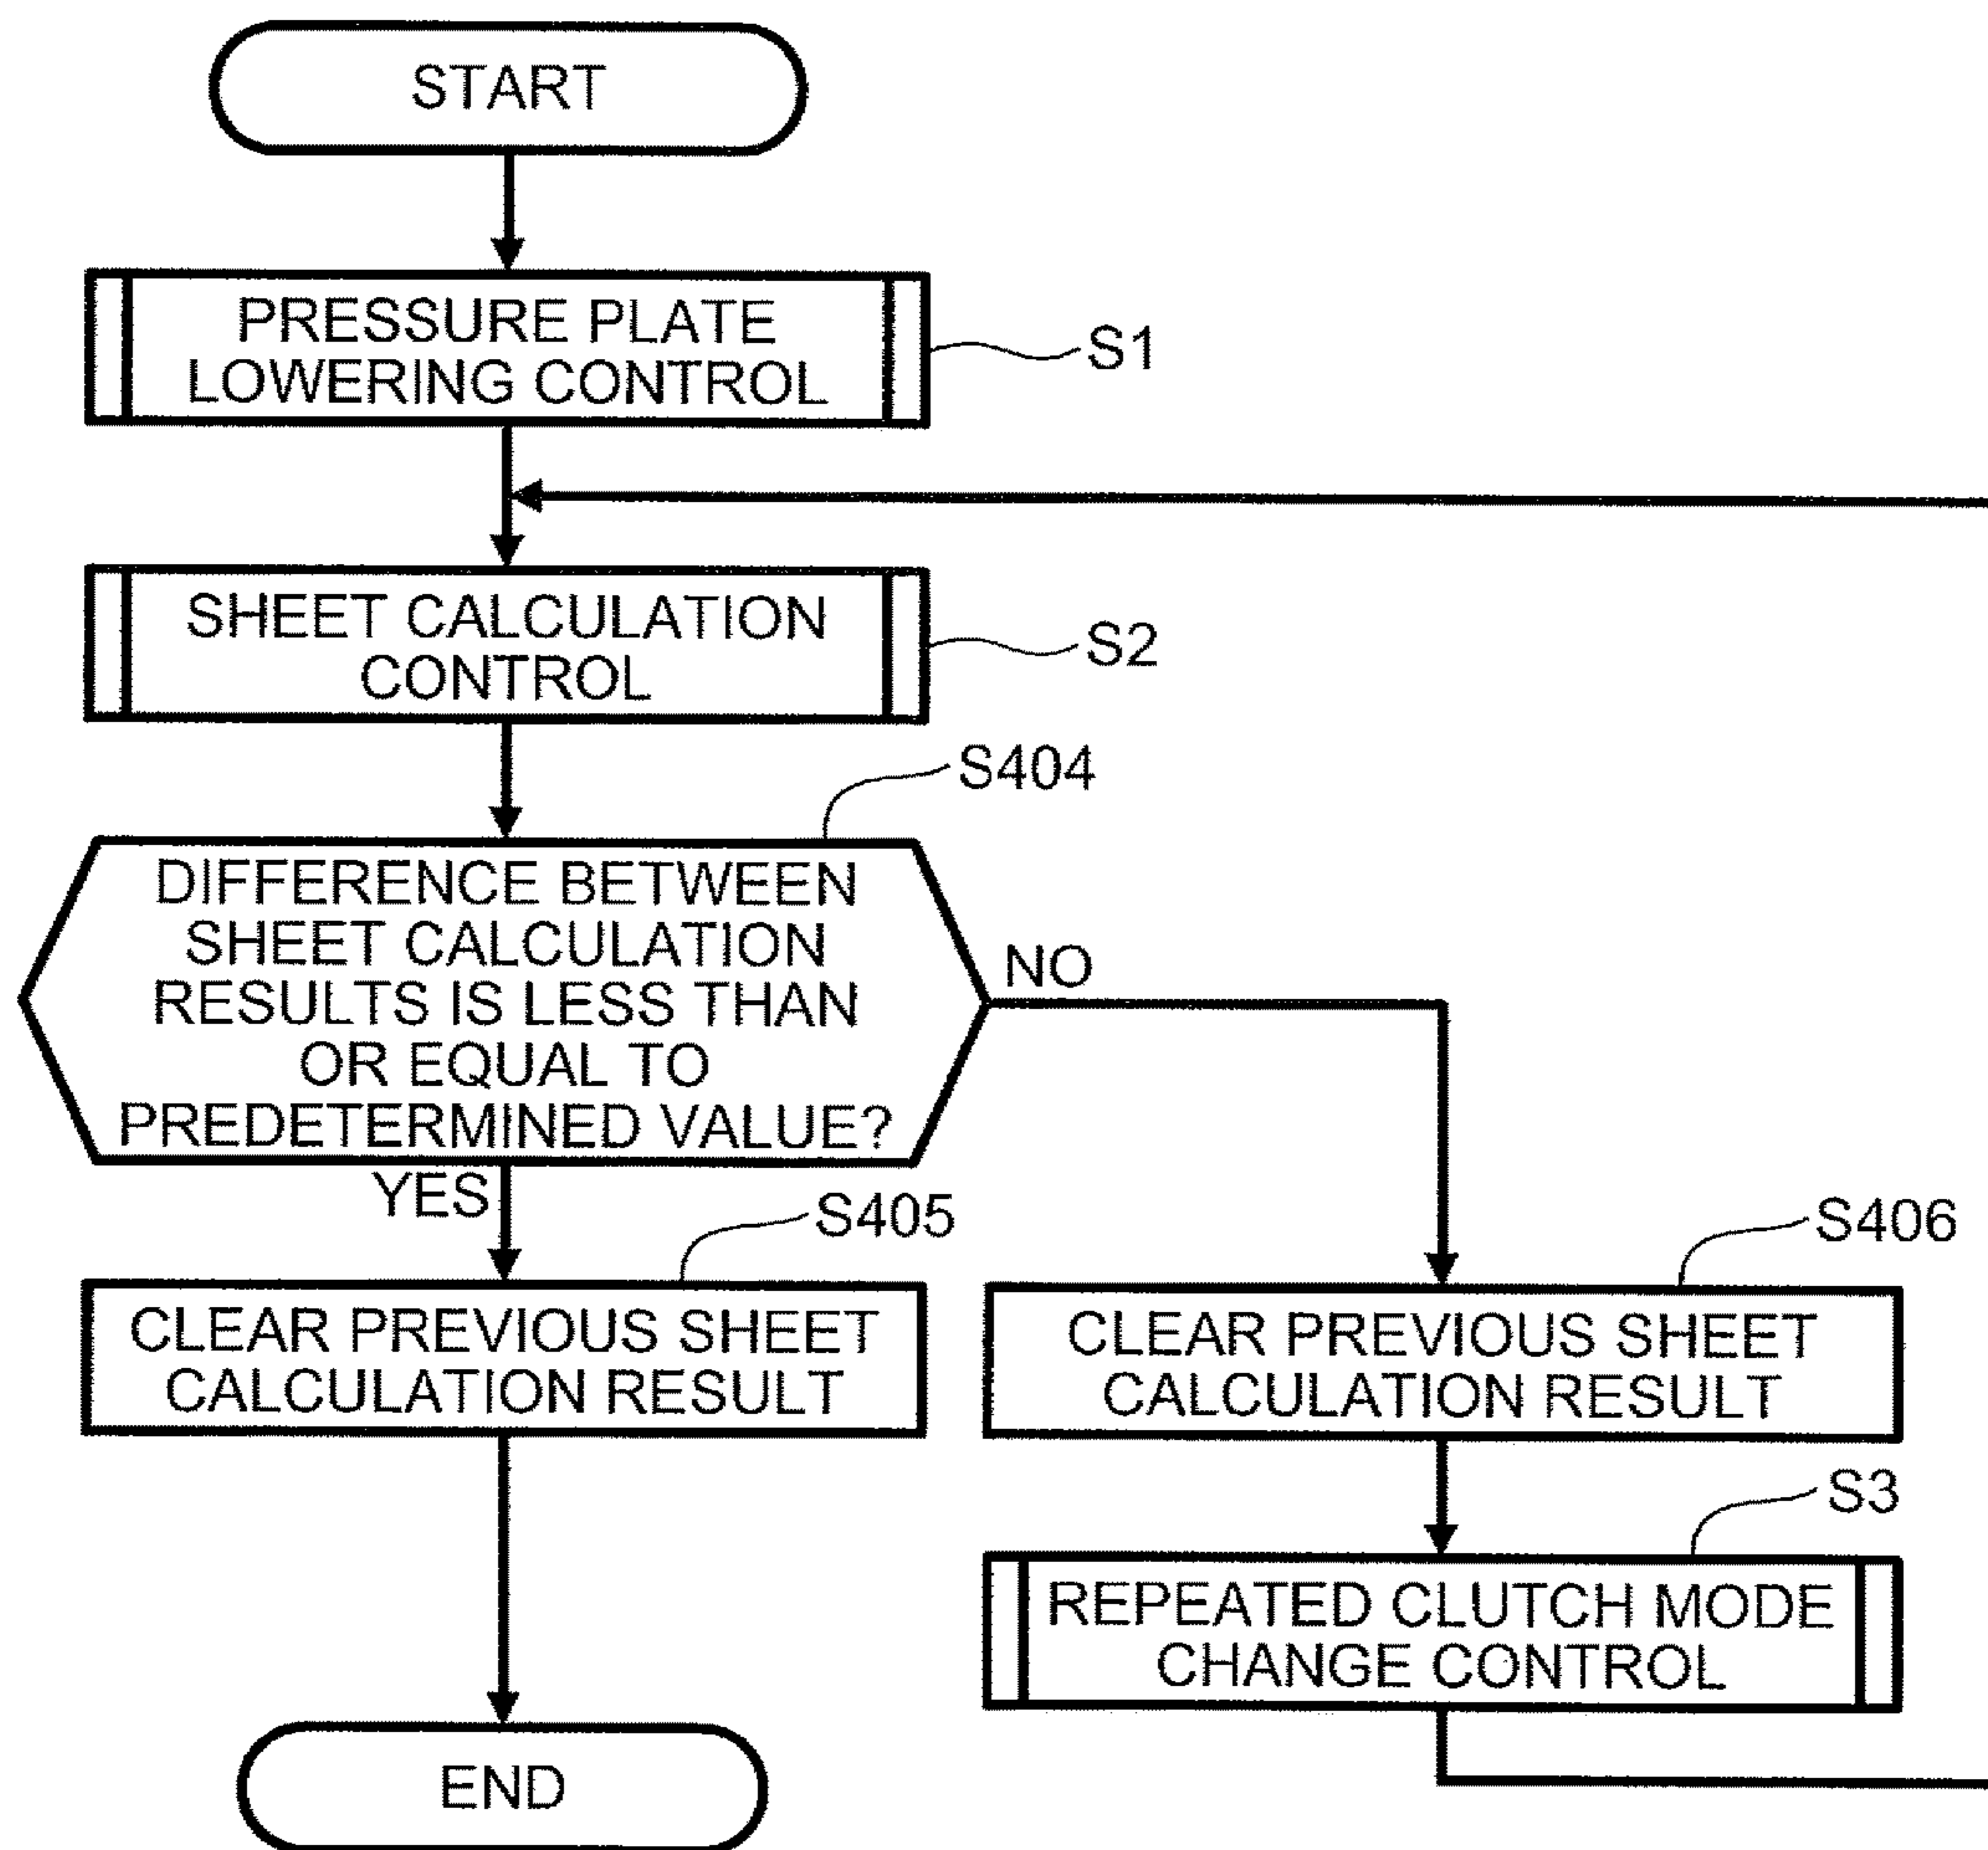 START
PRESSURE PLATE
LOWERING CONTROL
S1
SHEET CALCULATION
CONTROL
S2
S404
DIFFERENCE BETWEEN
SHEET CALCULATION
RESULTS IS LESS THAN
OR EQUAL TO
PREDETERMINED VALUE?
NO
YES
S405
CLEAR PREVIOUS SHEET
CALCULATION RESULT
S406
CLEAR PREVIOUS SHEET
CALCULATION RESULT
S3
REPEATED CLUTCH MODE
CHANGE CONTROL
END